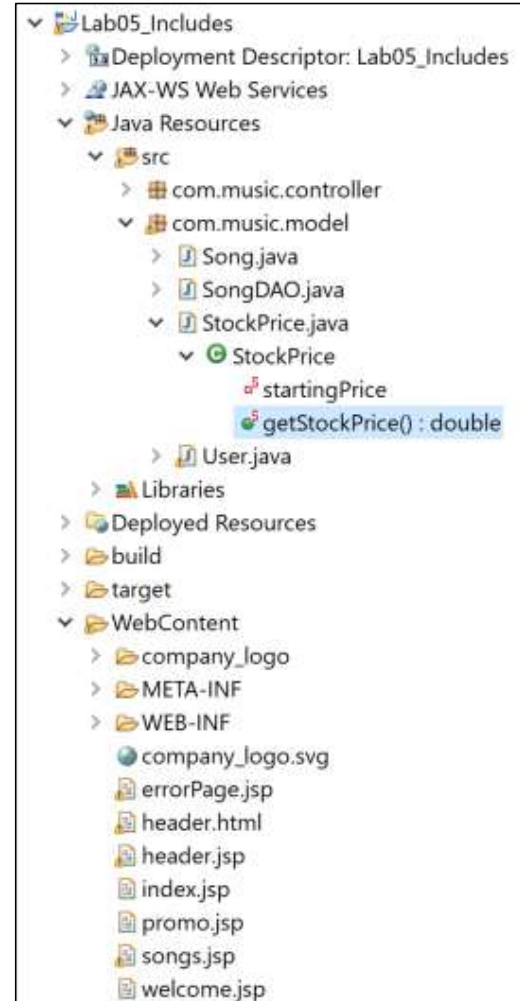 Lab05_Includes
Deployment Descriptor: Lab05_Includes
JAX-WS Web Services
Java Resources
src
com.music.controller
com.music.model
Song.java
SongDAO.java
StockPrice.java
StockPrice
startingPrice
getStockPrice() : double
User.java
Libraries
Deployed Resources
build
target
WebContent
company_logo
META-INF
WEB-INF
company_logo.svg
errorPage.jsp
header.html
header.jsp
index.jsp
promo.jsp
songs.jsp
welcome.jsp